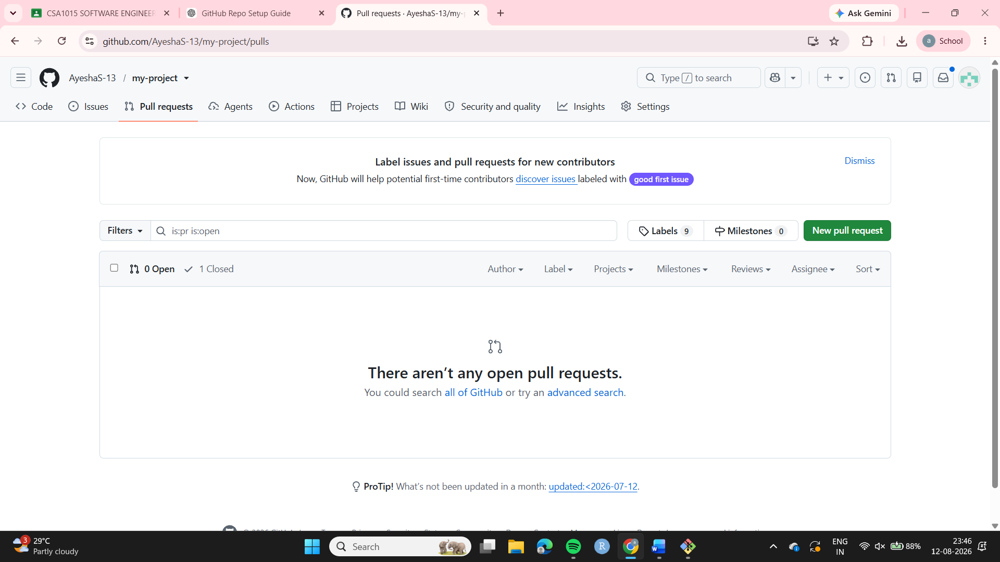 CSA1015 SOFTWARE ENGINEER
GitHub Repo Setup Guide
Pull requests · AyeshaS-13/my-
Ask Gemini
github.com/AyeshaS-13/my-project/pulls
a
School
AyeshaS-13 / my-project
Type / to search
Code
Issues
Pull requests
Agents
Actions
Projects
Wiki
Security and quality
Insights
Settings
Label issues and pull requests for new contributors
Dismiss
Now, GitHub will help potential first-time contributors discover issues labeled with good first issue
Filters
is:pr is:open
Labels 9
Milestones 0
New pull request
0 Open
1 Closed
Author
Label
Projects
Milestones
Reviews
Assignee
Sort
There aren’t any open pull requests.
You could search all of GitHub or try an advanced search.
ProTip! What’s not been updated in a month: updated:<2026-07-12.
3
29°C
Partly cloudy
Search
R
a
W
ENG
IN
88%
23:46
12-08-2026